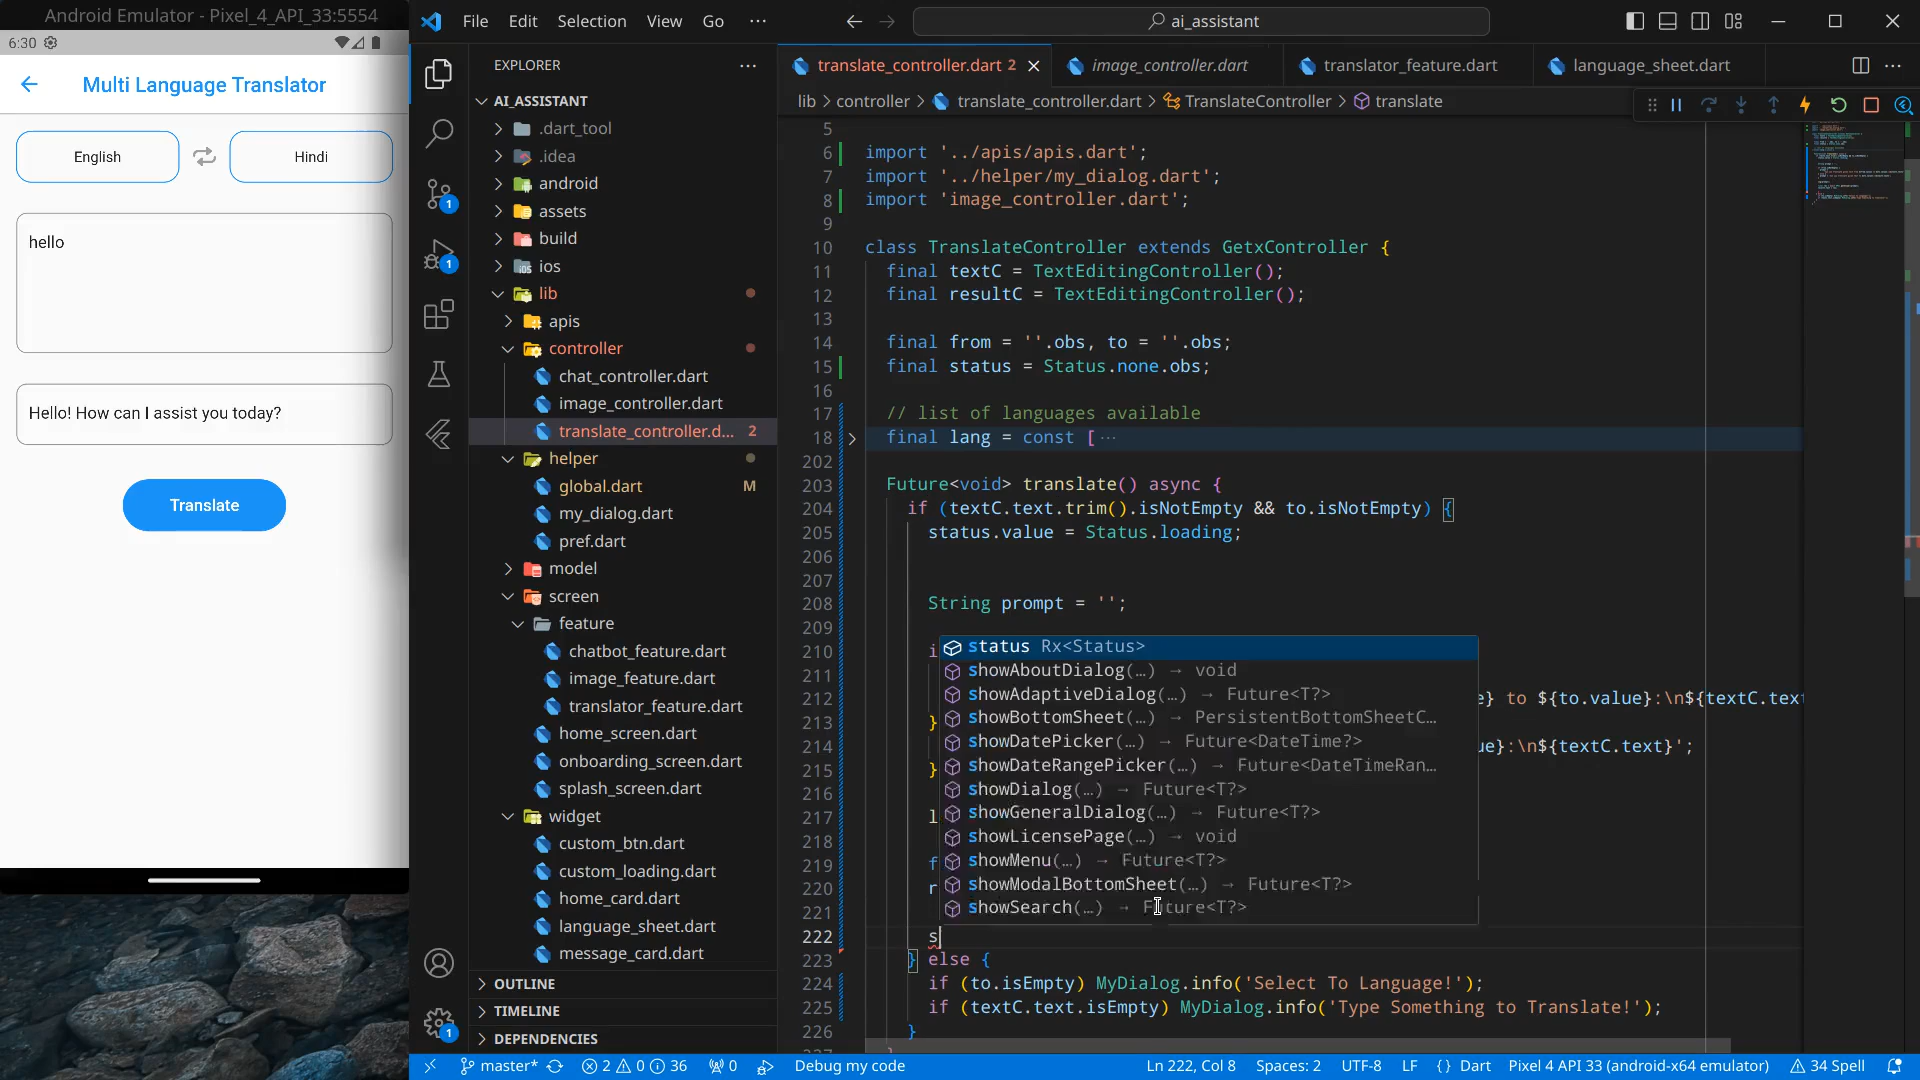 Android Emulator - Pixel_4_API_33:5554
6:30
Multi Language Translator
English
Hindi
hello
Hello! How can I assist you today?
Translate
File Edit Selection View Go ···
ai_assistant
EXPLORER
AI_ASSISTANT
.dart_tool
.idea
android
assets
build
ios
lib
apis
controller
chat_controller.dart
image_controller.dart
translate_controller.d... 2
helper
global.dart M
my_dialog.dart
pref.dart
model
screen
feature
chatbot_feature.dart
image_feature.dart
translator_feature.dart
home_screen.dart
onboarding_screen.dart
splash_screen.dart
widget
custom_btn.dart
custom_loading.dart
home_card.dart
language_sheet.dart
message_card.dart
OUTLINE
TIMELINE
DEPENDENCIES
1
1
1
translate_controller.dart 2 image_controller.dart translator_feature.dart language_sheet.dart
lib > controller > translate_controller.dart > TranslateController > translate
5
6 import '../apis/apis.dart';
7 import '../helper/my_dialog.dart';
8 import 'image_controller.dart';
9
10 class TranslateController extends GetxController {
11 final textC = TextEditingController();
12 final resultC = TextEditingController();
13
14 final from = ''.obs, to = ''.obs;
15 final status = Status.none.obs;
16
17 // list of languages available
18 final lang = const [ ···
202
203 Future<void> translate() async {
204 if (textC.text.trim().isNotEmpty && to.isNotEmpty) {
205 status.value = Status.loading;
206
207
208 String prompt = '';
209
210 i
211
212 e} to ${to.value}:\n${textC.text
213 }
214 ue}:\n${textC.text}';
215 }
216
217 l
218
219 f
220 r
221
222 s
223 } else {
224 if (to.isEmpty) MyDialog.info('Select To Language!');
225 if (textC.text.isEmpty) MyDialog.info('Type Something to Translate!');
226 }
status Rx<Status>
showAboutDialog(…) → void
showAdaptiveDialog(…) → Future<T?>
showBottomSheet(…) → PersistentBottomSheetC…
showDatePicker(…) → Future<DateTime?>
showDateRangePicker(…) → Future<DateTimeRan…
showDialog(…) → Future<T?>
showGeneralDialog(…) → Future<T?>
showLicensePage(…) → void
showMenu(…) → Future<T?>
showModalBottomSheet(…) → Future<T?>
showSearch(…) → Future<T?>
master* 2 0 36 0 Debug my code Ln 222, Col 8 Spaces: 2 UTF-8 LF {} Dart Pixel 4 API 33 (android-x64 emulator) 34 Spell